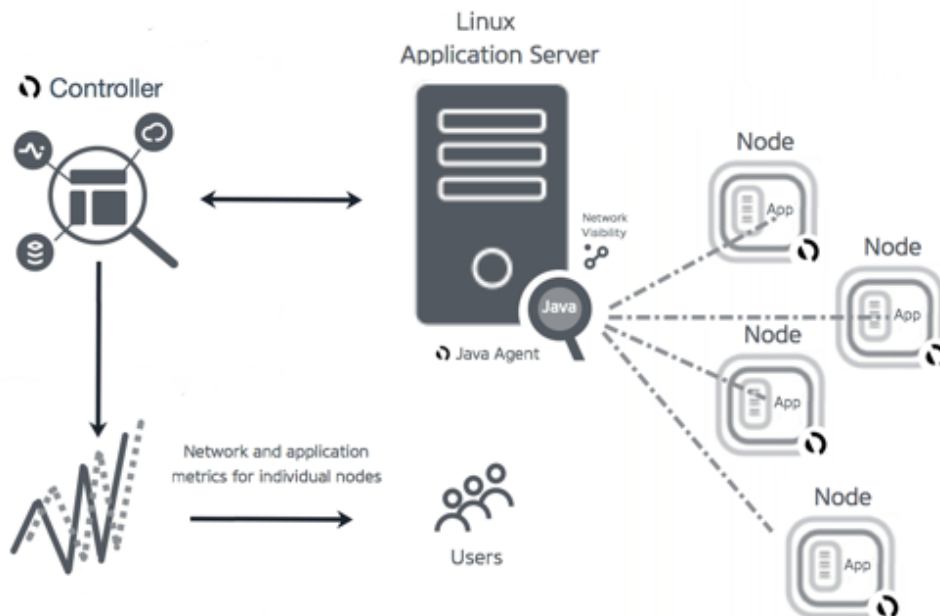 Linux
Application Server
Controller
Node
App
Network
Visibility
Node
App
Java
Java Agent
Node
App
Network and application
metrics for individual nodes
Users
Node
App